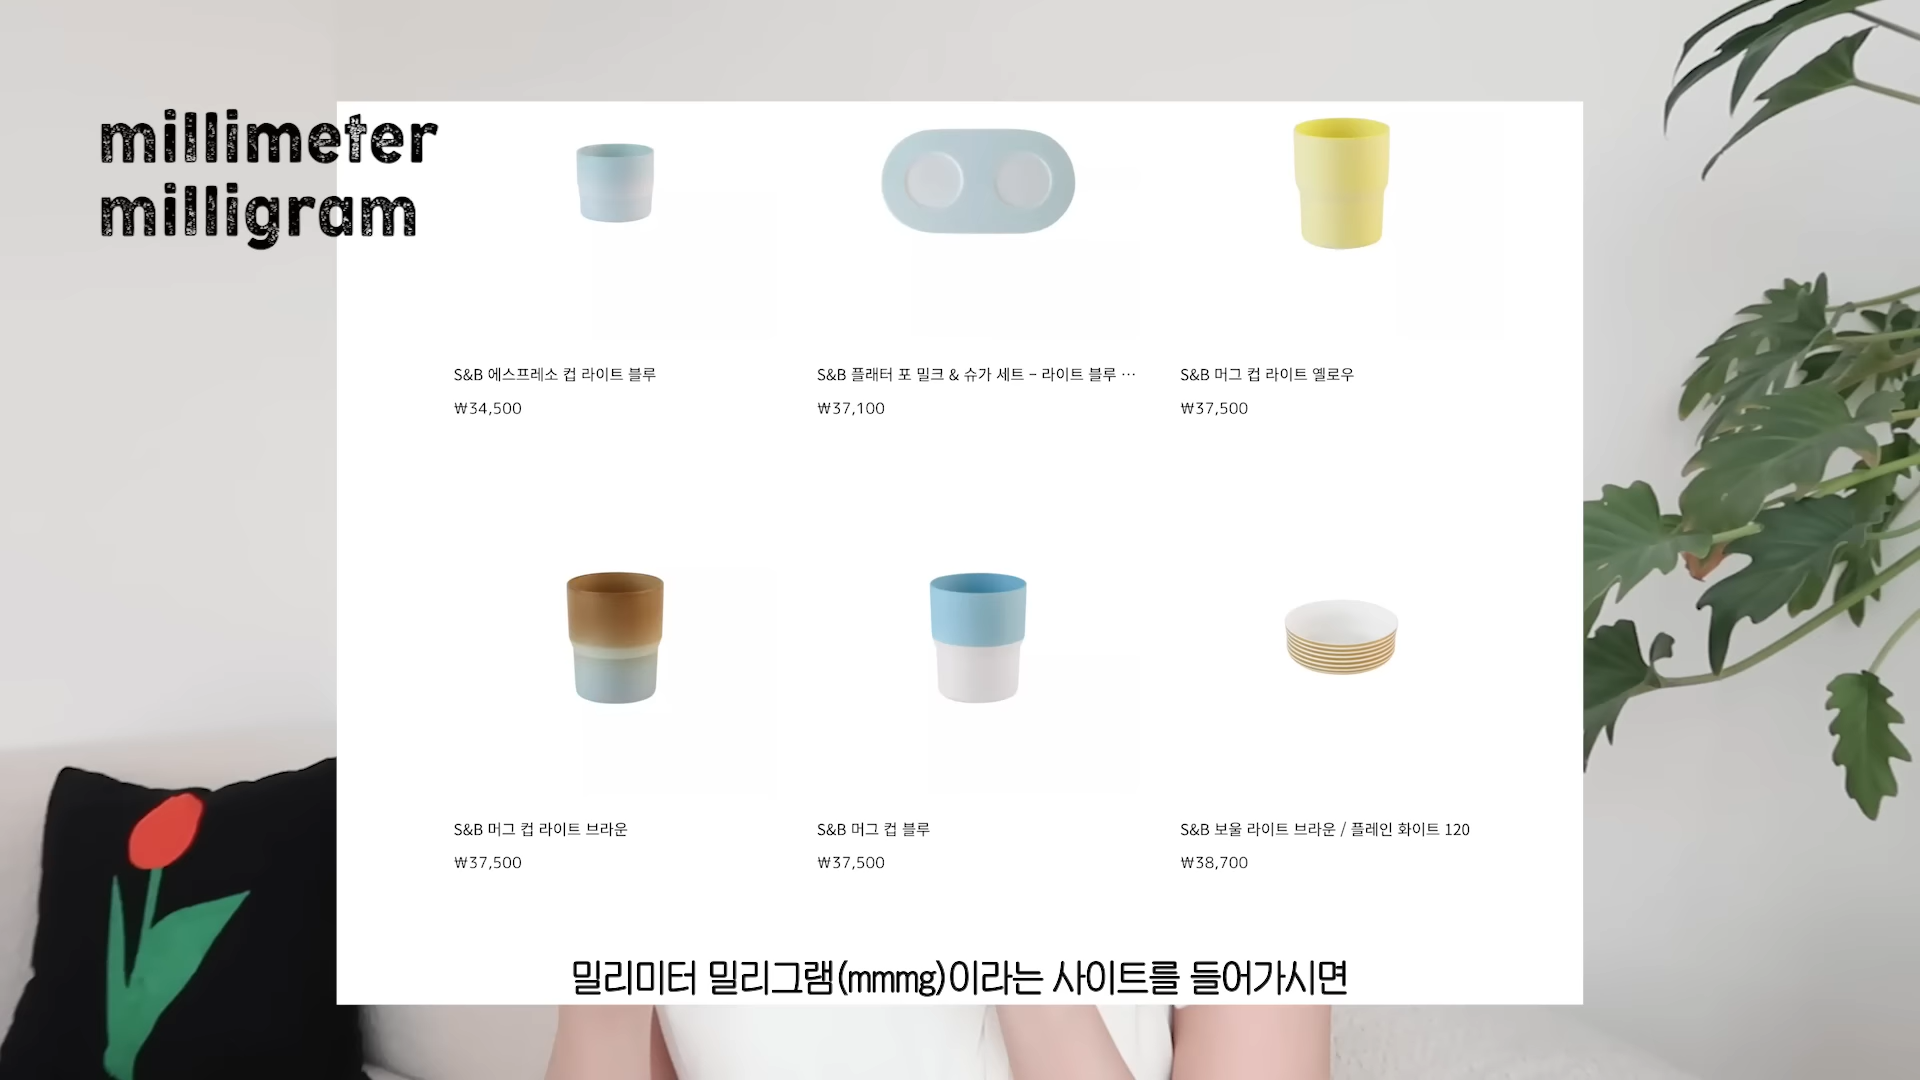 millimeter
milligram
S&B 에스프레소 컵 라이트 블루
₩34,500
S&B 플래터 포 밀크 & 슈가 세트 – 라이트 블루 …
₩37,100
S&B 머그 컵 라이트 옐로우
₩37,500
S&B 머그 컵 라이트 브라운
₩37,500
S&B 머그 컵 블루
₩37,500
S&B 보울 라이트 브라운 / 플레인 화이트 120
₩38,700
밀리미터 밀리그램(mmmg)이라는 사이트를 들어가시면